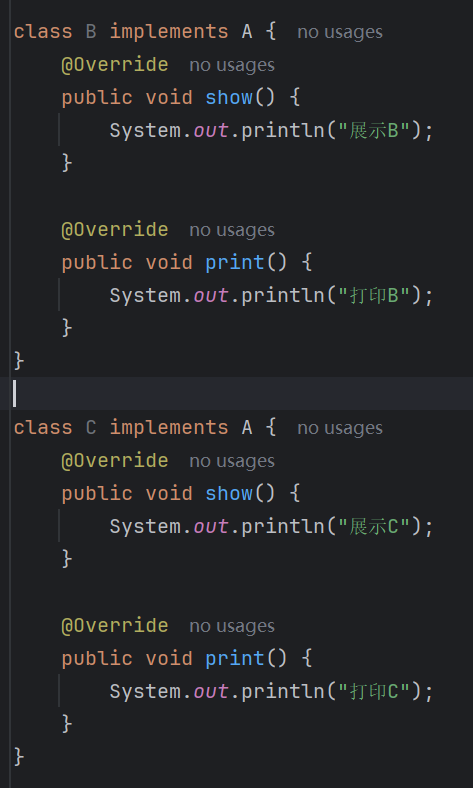 class B implements A {  no usages
    @Override  no usages
    public void show() {
        System.out.println("展示B");
    }

    @Override  no usages
    public void print() {
        System.out.println("打印B");
    }
}

class C implements A {  no usages
    @Override  no usages
    public void show() {
        System.out.println("展示C");
    }

    @Override  no usages
    public void print() {
        System.out.println("打印C");
    }
}